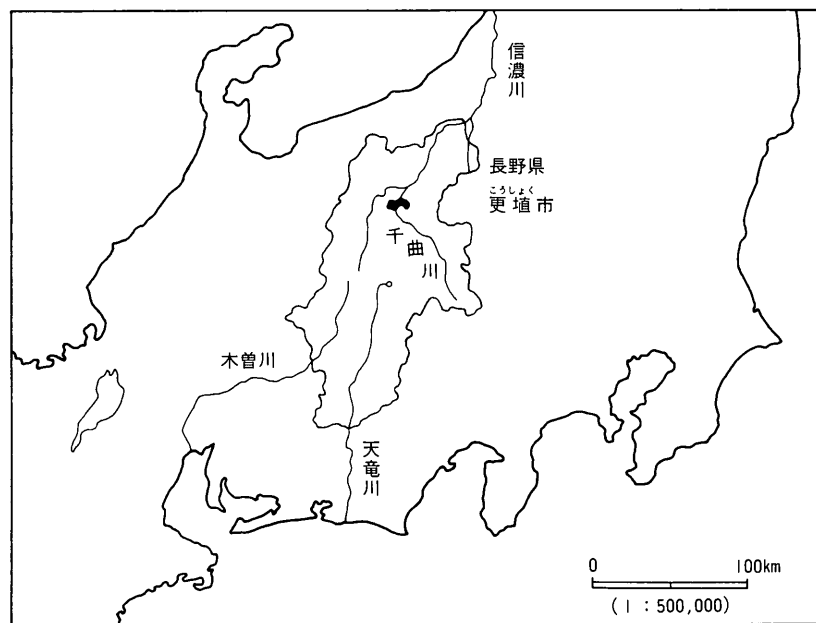 信濃川
長野県
こうしょく
更埴市
千曲川
木曽川
天竜川
0 100km
(1:500,000)